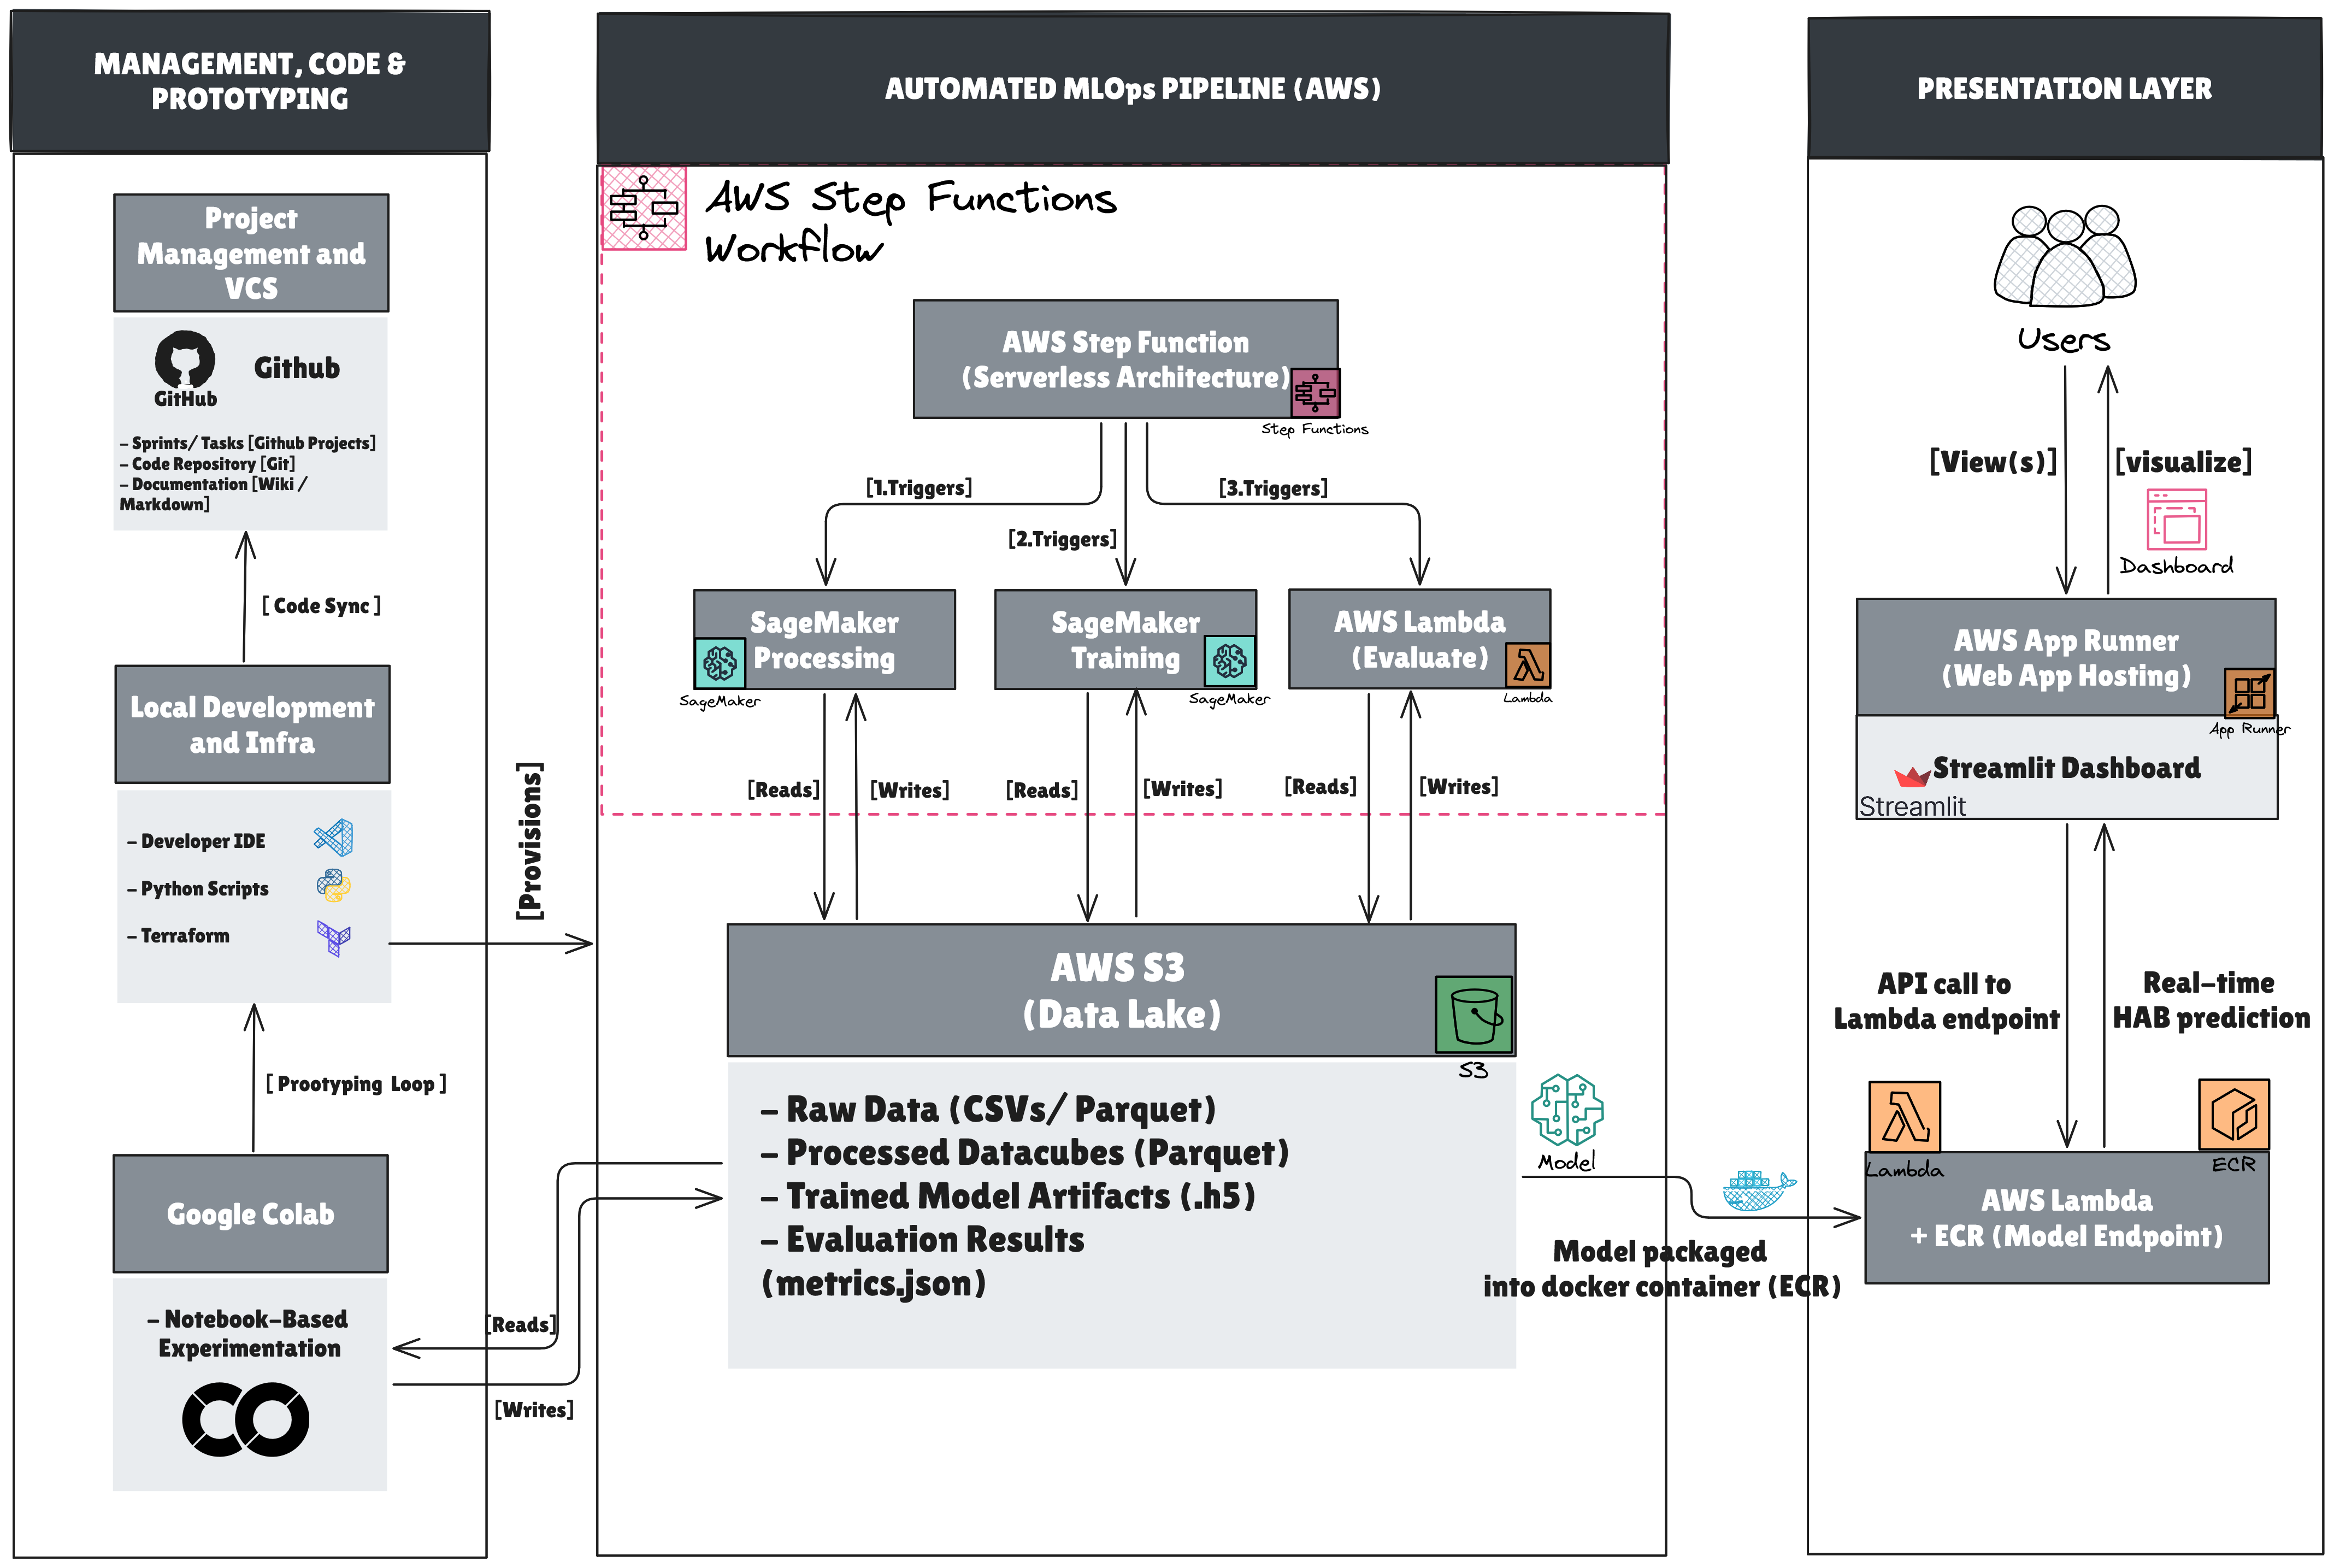 MANAGEMENT, CODE &
PROTOTYPING
Project
Management and
VCS
GitHub
Github
- Sprints/ Tasks [Github Projects]
- Code Repository [Git]
- Documentation [Wiki /
Markdown]
[ Code Sync ]
Local Development
and Infra
- Developer IDE
- Python Scripts
- Terraform
[ Prootyping Loop ]
Google Colab
- Notebook-Based
Experimentation
[Provisions]
[Reads]
[Writes]
AUTOMATED MLOps PIPELINE (AWS)
AWS Step Functions
Workflow
AWS Step Function
(Serverless Architecture)
Step Functions
[1.Triggers]
[2.Triggers]
[3.Triggers]
SageMaker
Processing
SageMaker
SageMaker
Training
SageMaker
AWS Lambda
(Evaluate)
Lambda
[Reads]
[Writes]
[Reads]
[Writes]
[Reads]
[Writes]
AWS S3
(Data Lake)
S3
- Raw Data (CSVs/ Parquet)
- Processed Datacubes (Parquet)
- Trained Model Artifacts (.h5)
- Evaluation Results
(metrics.json)
Model
Model packaged
into docker container (ECR)
PRESENTATION LAYER
Users
[View(s)]
[visualize]
Dashboard
AWS App Runner
(Web App Hosting)
App Runner
Streamlit Dashboard
Streamlit
API call to
Lambda endpoint
Real-time
HAB prediction
Lambda
ECR
AWS Lambda
+ ECR (Model Endpoint)